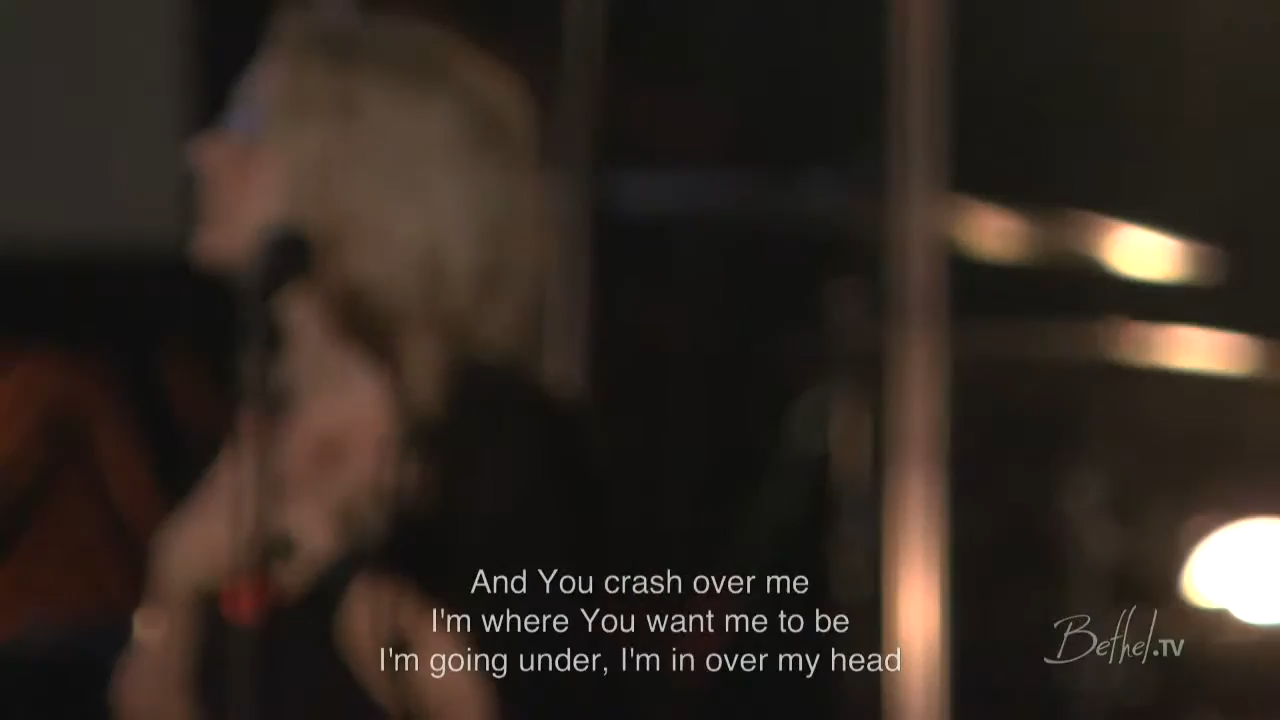 And You crash over me
I'm where You want me to be
I'm going under, I'm in over my head
Bethel.TV